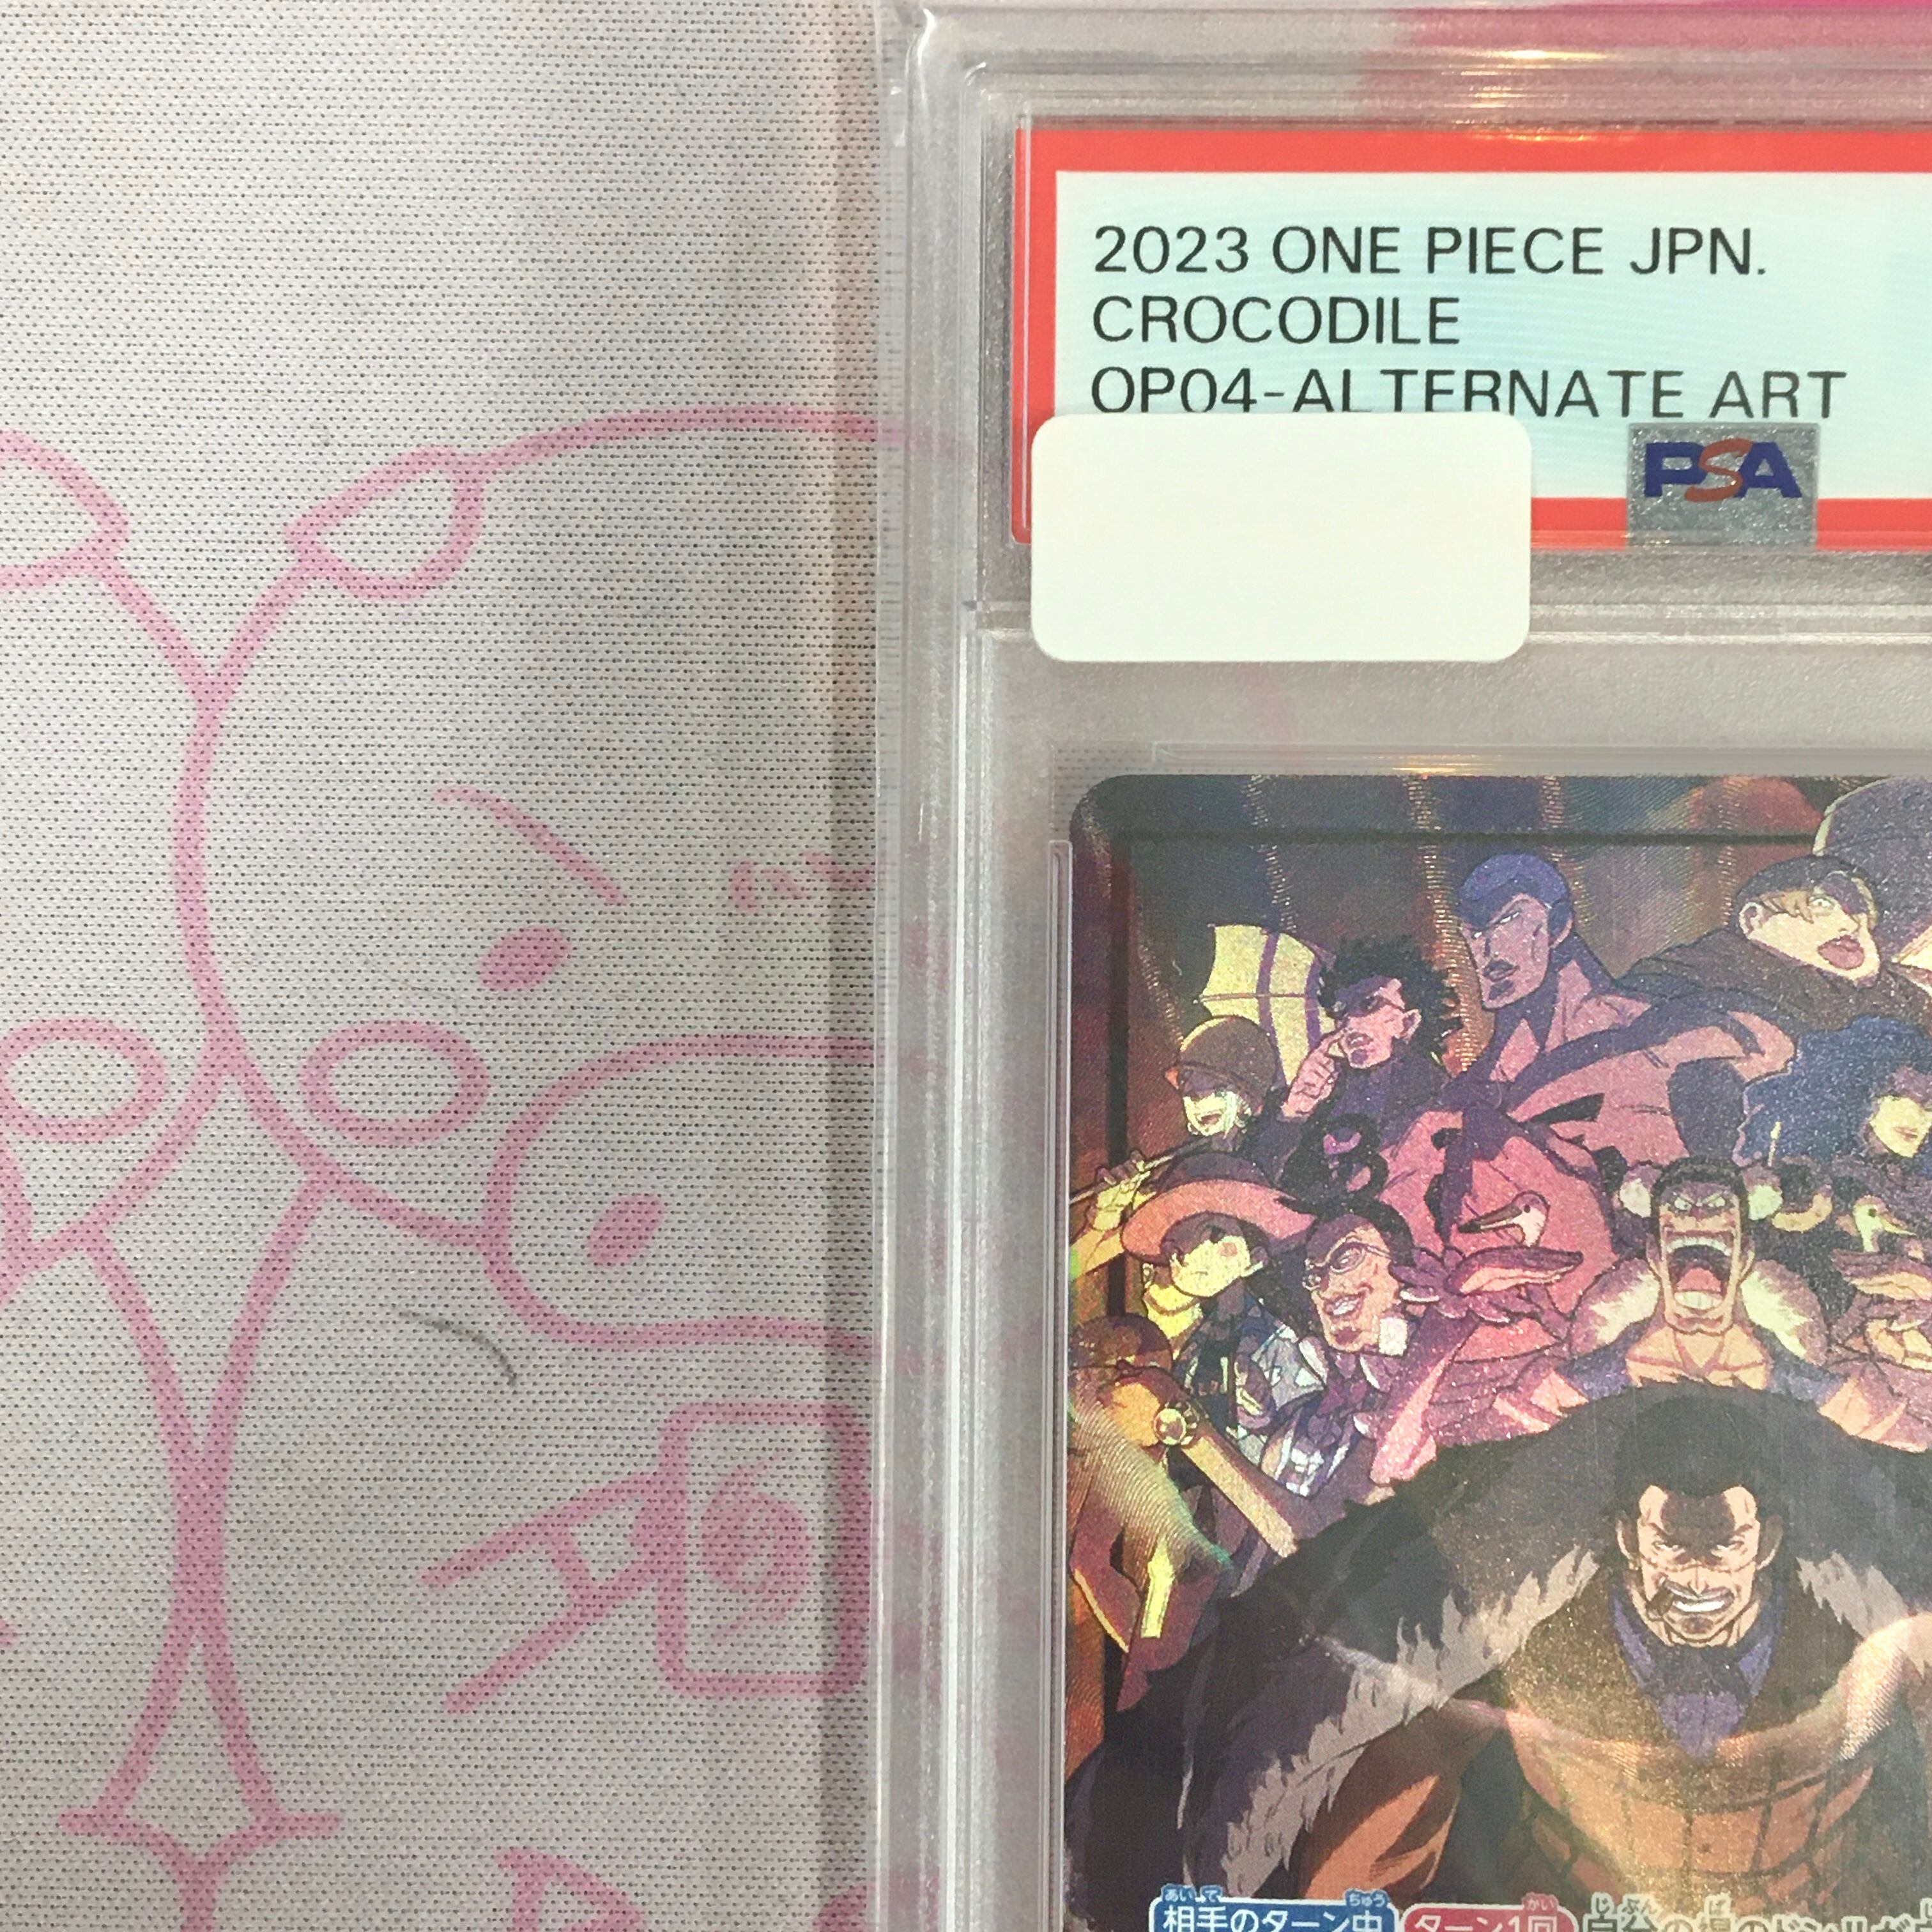 2023 ONE PIECE JPN.
CROCODILE
OP04-ALTERNATE ART
PSA
相手のターン中 ターン1回